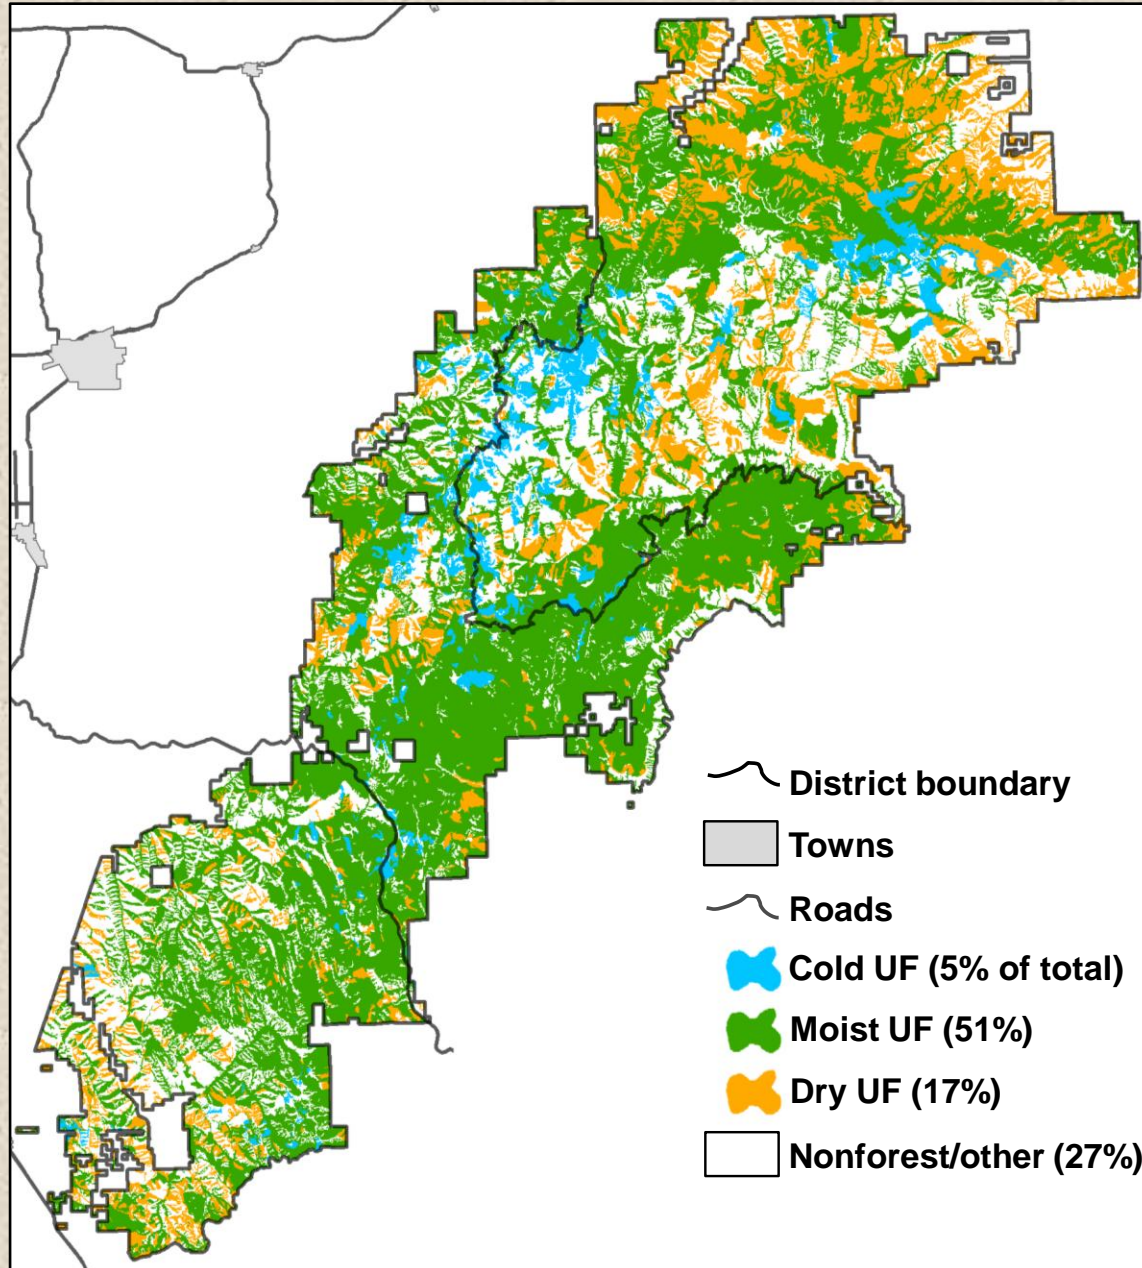 District boundary
Towns
Roads
Cold UF (5% of total)
Moist UF (51%)
Dry UF (17%)
Nonforest/other (27%)